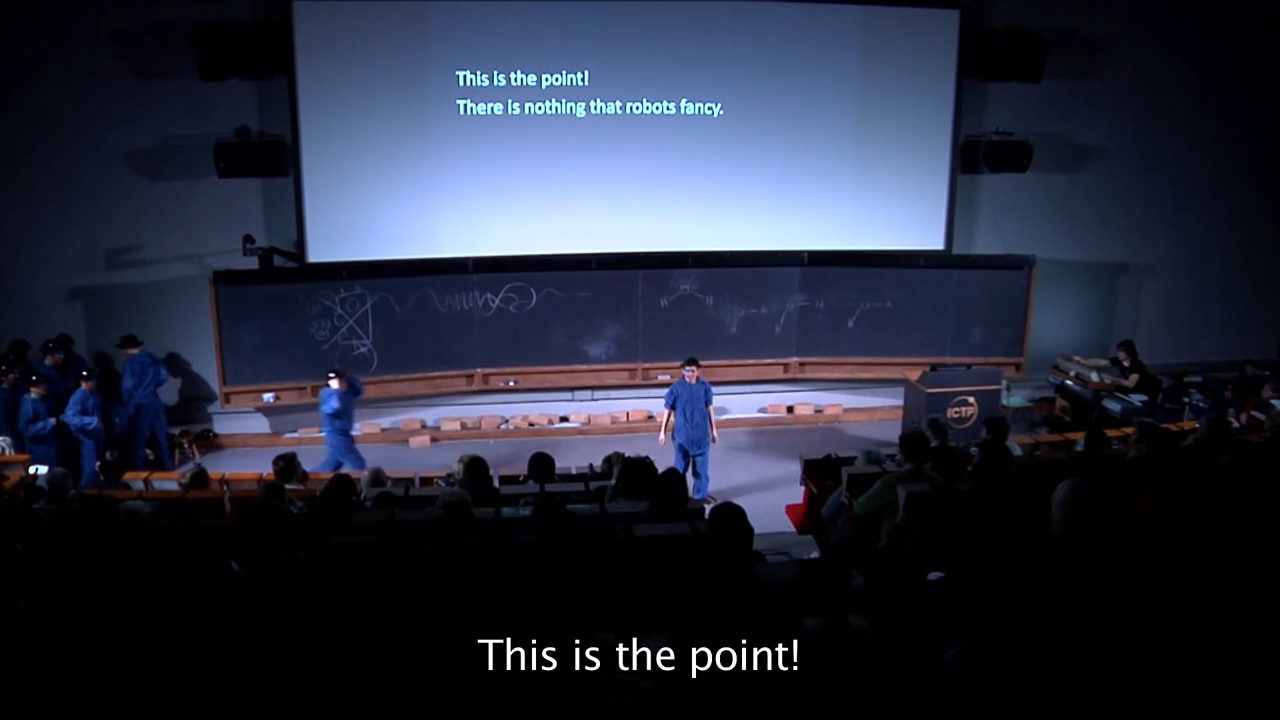 This is the point!
There is nothing that robots fancy.
ICTP
This is the point!